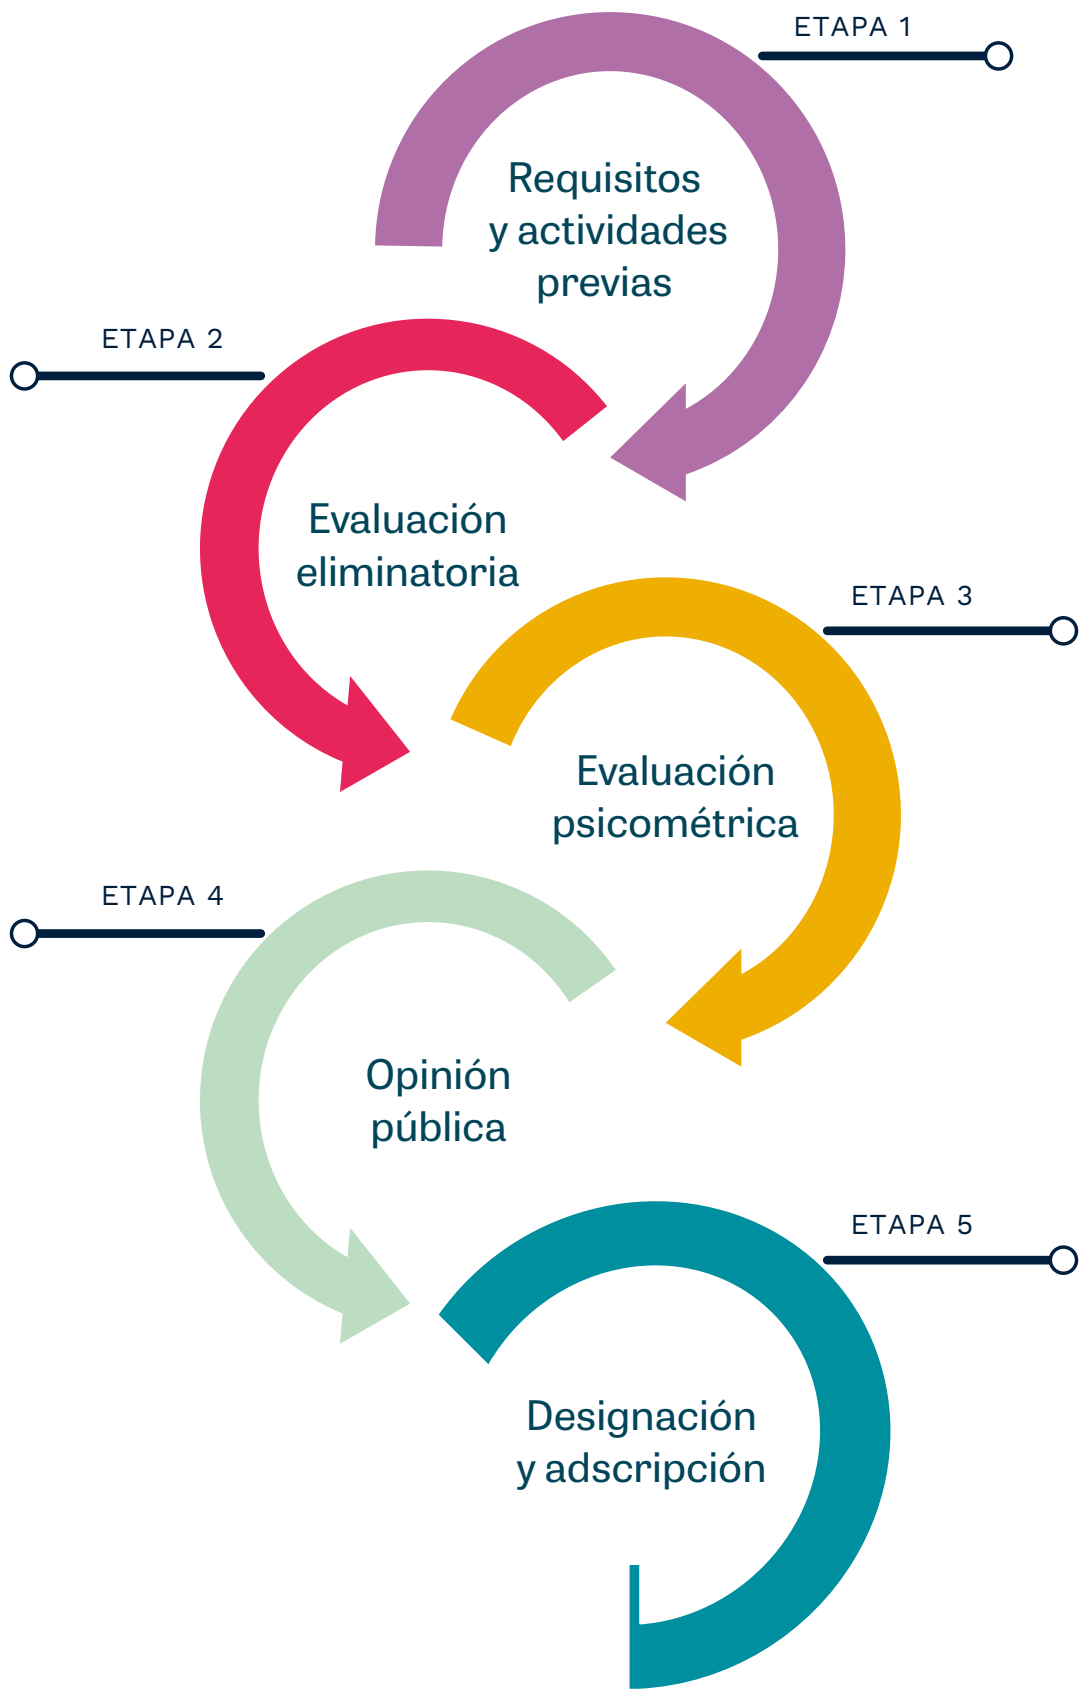 ETAPA 1
Requisitos
y actividades
previas
ETAPA 2
Evaluación
eliminatoria
ETAPA 3
Evaluación
psicométrica
ETAPA 4
Opinión
pública
ETAPA 5
Designación
y adscripción